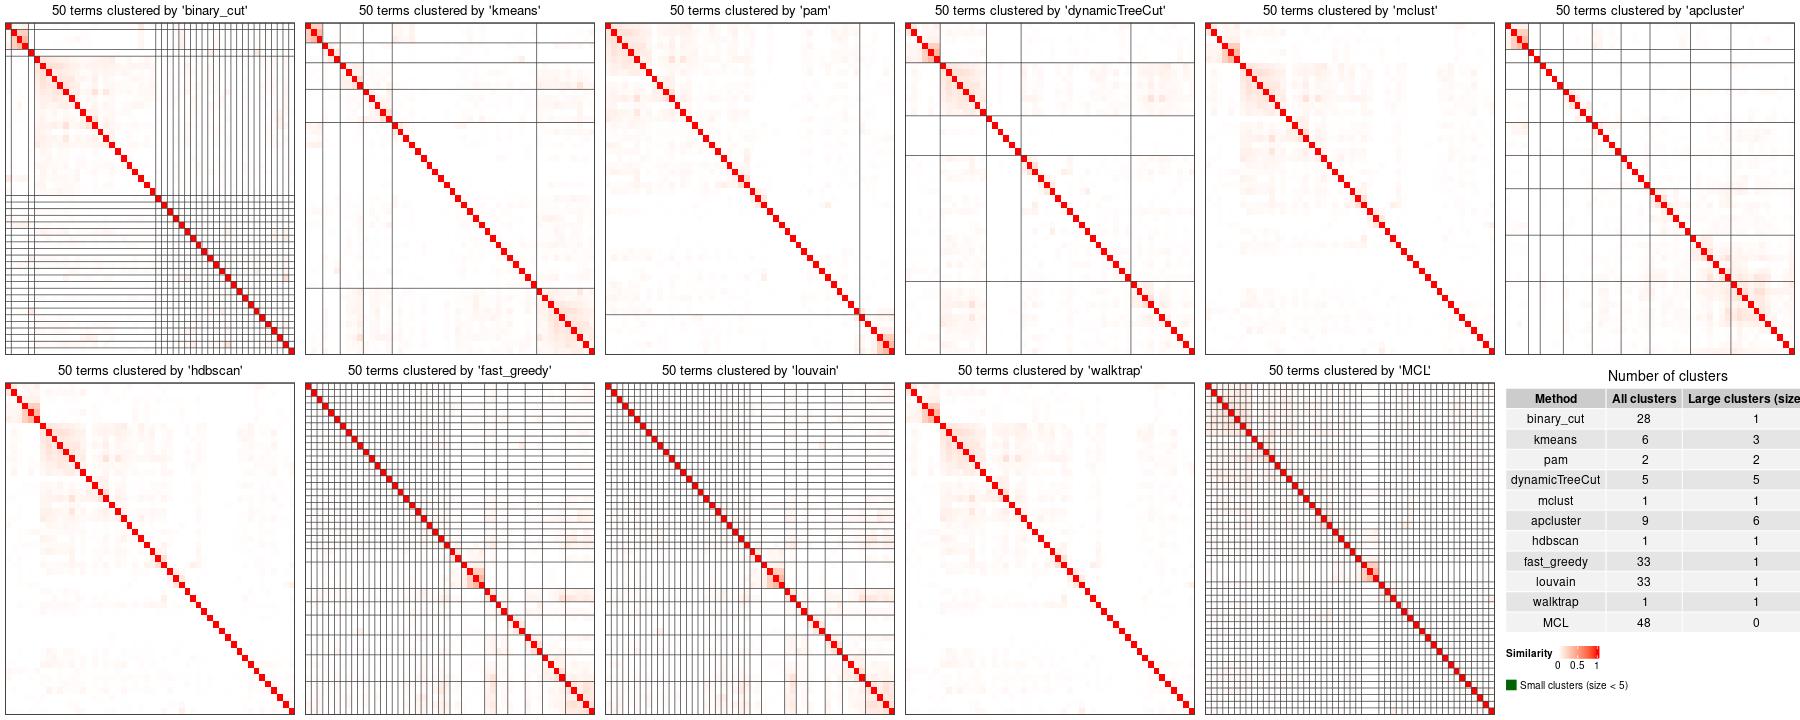 50 terms clustered by 'binary_cut'
50 terms clustered by 'kmeans'
50 terms clustered by 'pam'
50 terms clustered by 'dynamicTreeCut'
50 terms clustered by 'mclust'
50 terms clustered by 'apcluster'
50 terms clustered by 'hdbscan'
50 terms clustered by 'fast_greedy'
50 terms clustered by 'louvain'
50 terms clustered by 'walktrap'
50 terms clustered by 'MCL'
Number of clusters
Method All clusters Large clusters (size
binary_cut 28 1
kmeans 6 3
pam 2 2
dynamicTreeCut 5 5
mclust 1 1
apcluster 9 6
hdbscan 1 1
fast_greedy 33 1
louvain 33 1
walktrap 1 1
MCL 48 0
Similarity
0 0.5 1
Small clusters (size < 5)